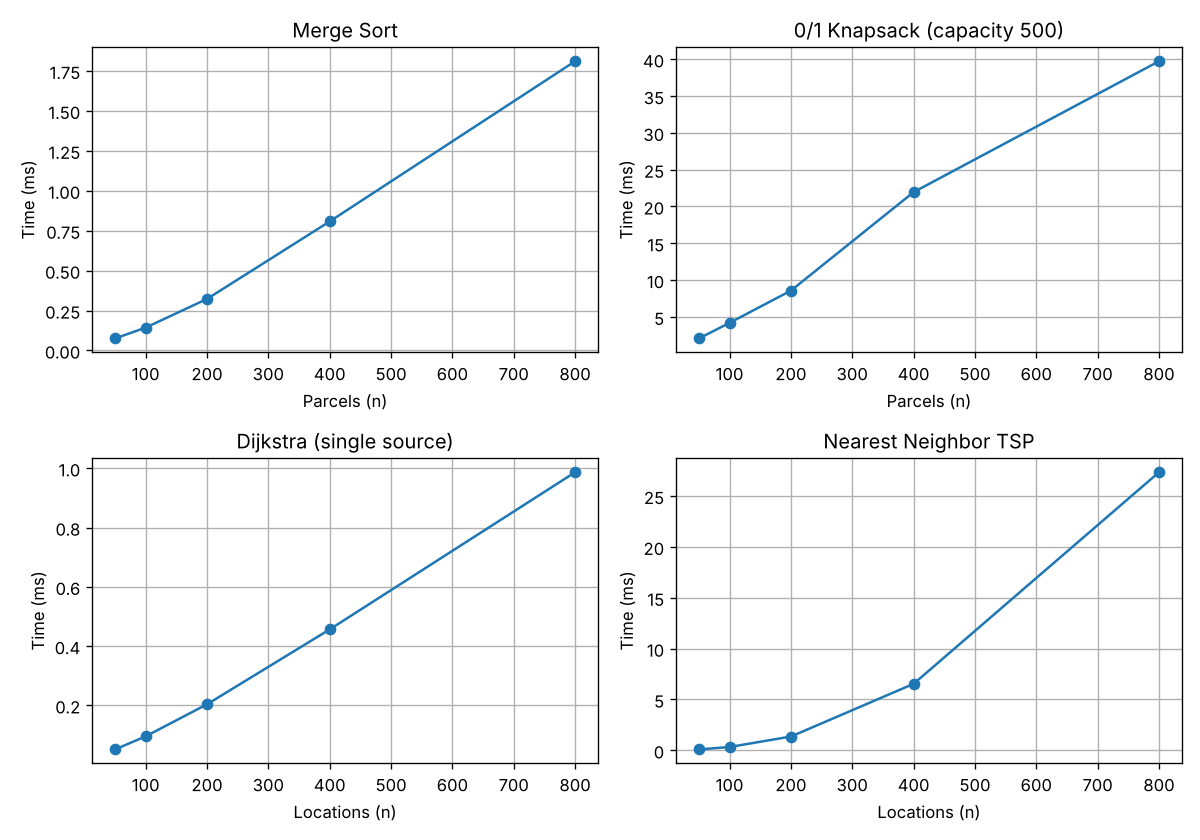 Merge Sort
1.75
1.50
1.25
1.00
0.75
0.50
0.25
0.00
Time (ms)
100 200 300 400 500 600 700 800
Parcels (n)
0/1 Knapsack (capacity 500)
40
35
30
25
20
15
10
5
Time (ms)
100 200 300 400 500 600 700 800
Parcels (n)
Dijkstra (single source)
1.0
0.8
0.6
0.4
0.2
Time (ms)
100 200 300 400 500 600 700 800
Locations (n)
Nearest Neighbor TSP
25
20
15
10
5
0
Time (ms)
100 200 300 400 500 600 700 800
Locations (n)